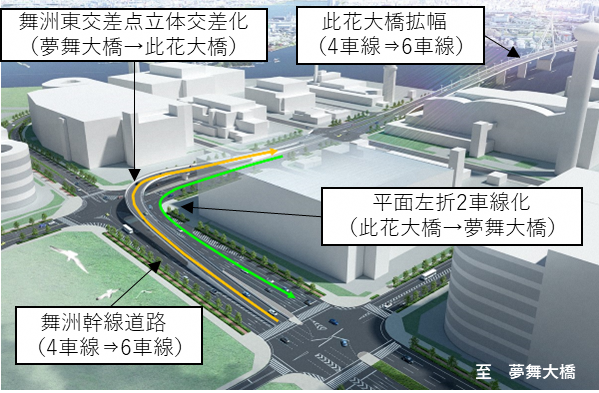 舞洲東交差点立体交差化
（夢舞大橋→此花大橋）
此花大橋拡幅
（4車線⇒6車線）
平面左折2車線化
（此花大橋→夢舞大橋）
舞洲幹線道路
（4車線⇒6車線）
至　夢舞大橋